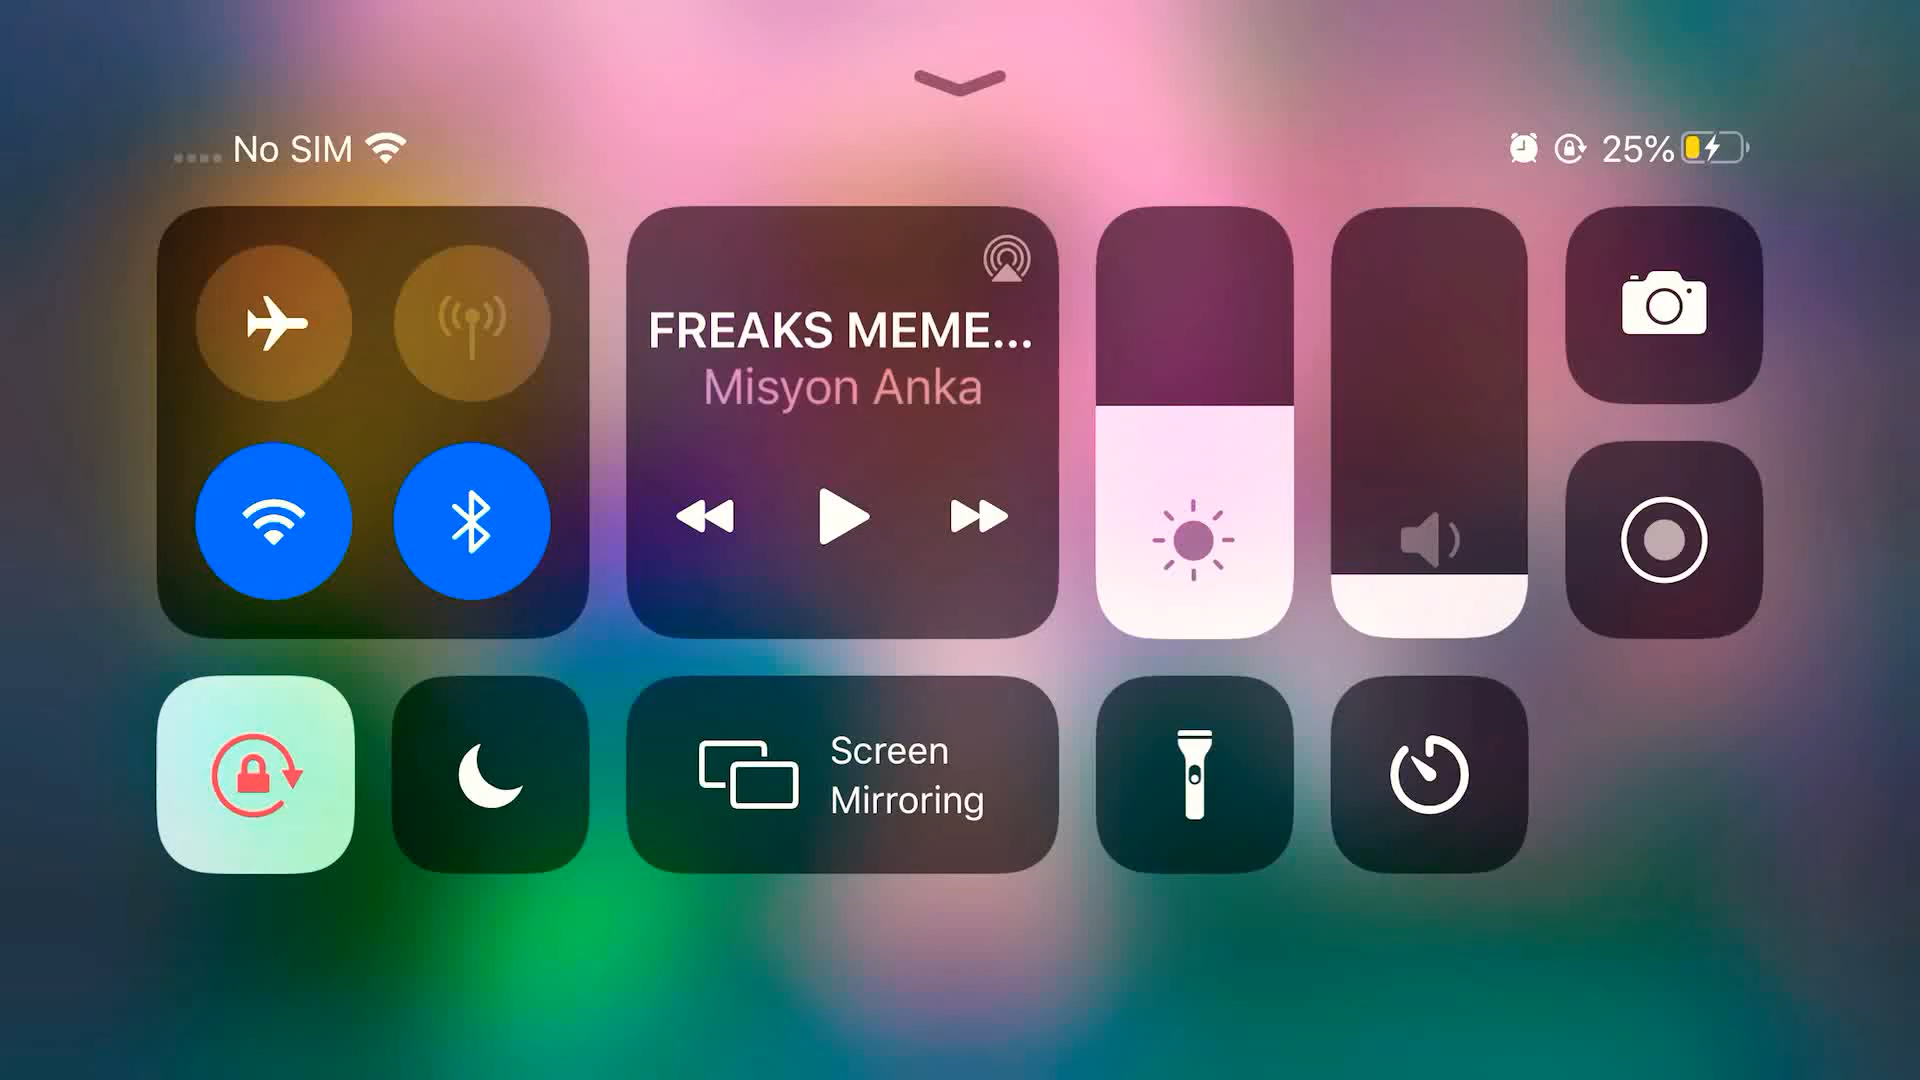 No SIM
25%
FREAKS MEME...
Misyon Anka
Screen
Mirroring